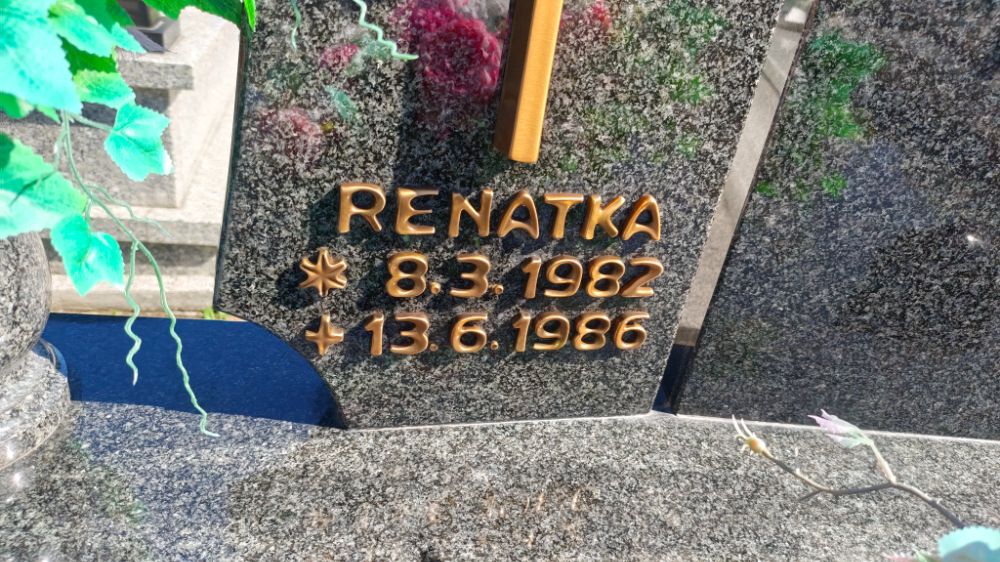 RENATKA
* 8. 3. 1982
+ 13. 6. 1986